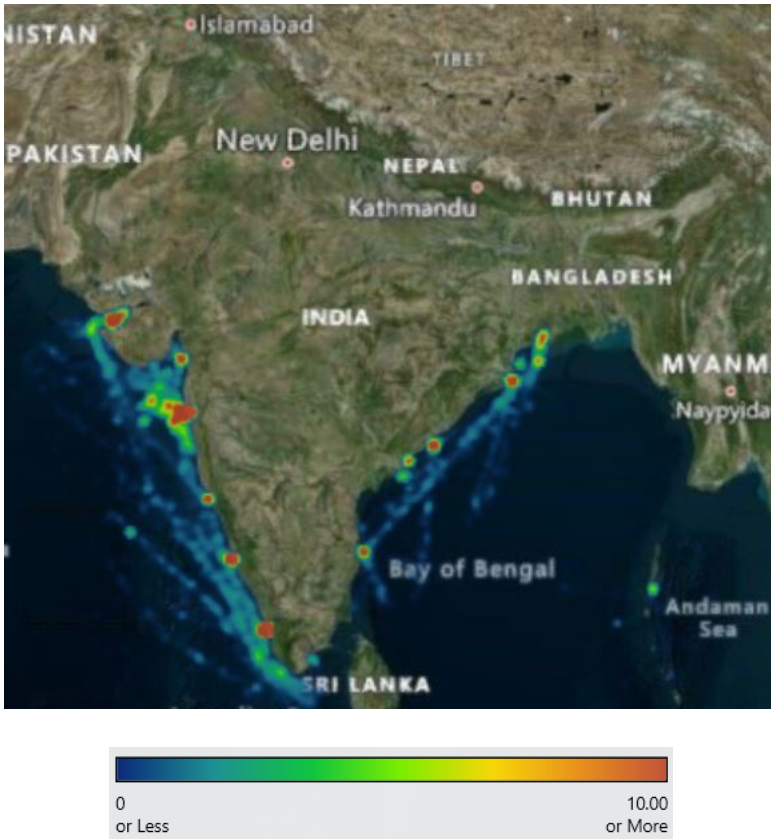 NISTAN
Islamabad
TIBET
New Delhi
PAKISTAN
NEPAL
Kathmandu
BHUTAN
BANGLADESH
INDIA
MYANM
Naypyida
Bay of Bengal
Andaman
Sea
SRI LANKA
0
or Less
10.00
or More